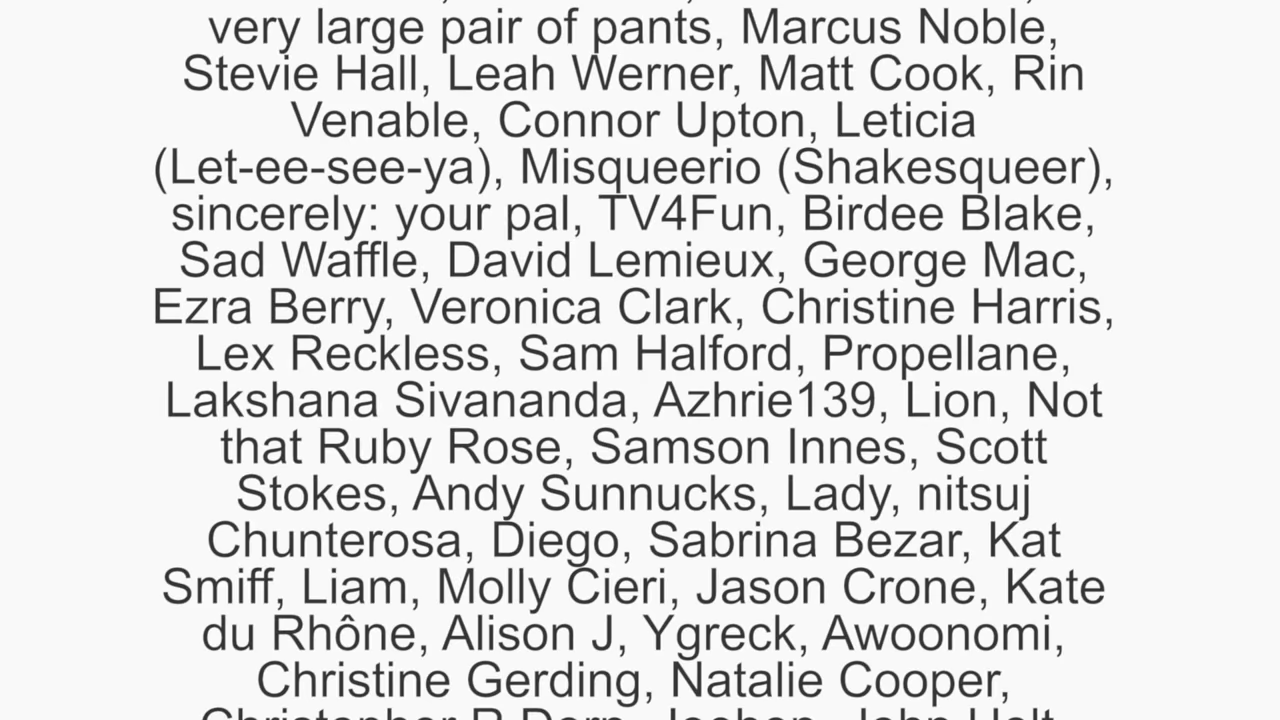 very large pair of pants, Marcus Noble,
Stevie Hall, Leah Werner, Matt Cook, Rin
Venable, Connor Upton, Leticia
(Let-ee-see-ya), Misqueerio (Shakesqueer),
sincerely: your pal, TV4Fun, Birdee Blake,
Sad Waffle, David Lemieux, George Mac,
Ezra Berry, Veronica Clark, Christine Harris,
Lex Reckless, Sam Halford, Propellane,
Lakshana Sivananda, Azhrie139, Lion, Not
that Ruby Rose, Samson Innes, Scott
Stokes, Andy Sunnucks, Lady, nitsuj
Chunterosa, Diego, Sabrina Bezar, Kat
Smiff, Liam, Molly Cieri, Jason Crone, Kate
du Rhône, Alison J, Ygreck, Awoonomi,
Christine Gerding, Natalie Cooper,